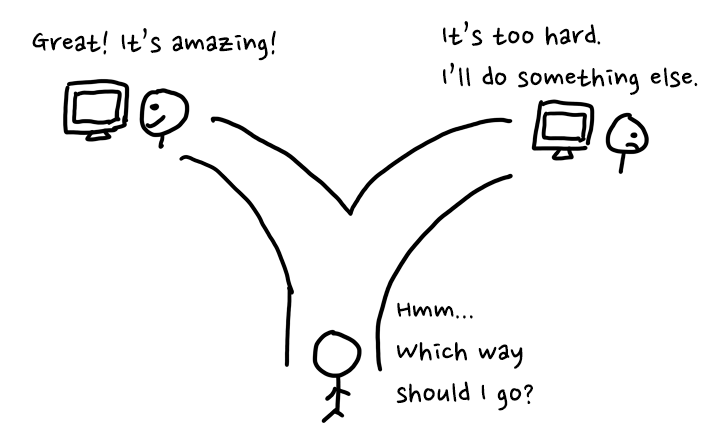 Great! It's amazing!
It's too hard.
I'll do something else.
Hmm...
Which way
should I go?